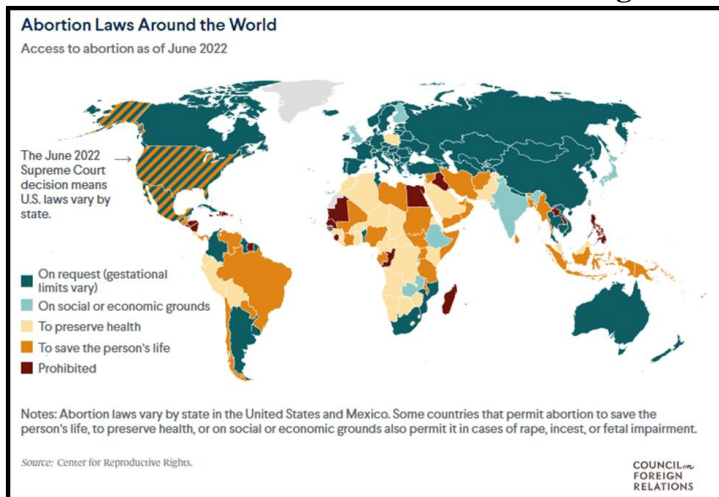 Abortion Laws Around the World
Access to abortion as of June 2022
The June 2022
Supreme Court
decision means
U.S. laws vary by
state.
On request (gestational
limits vary)
On social or economic grounds
To preserve health
To save the person's life
Prohibited
Notes: Abortion laws vary by state in the United States and Mexico. Some countries that permit abortion to save the
person's life, to preserve health, or on social or economic grounds also permit it in cases of rape, incest, or fetal impairment.
Source: Center for Reproductive Rights.
COUNCIL on
FOREIGN
RELATIONS